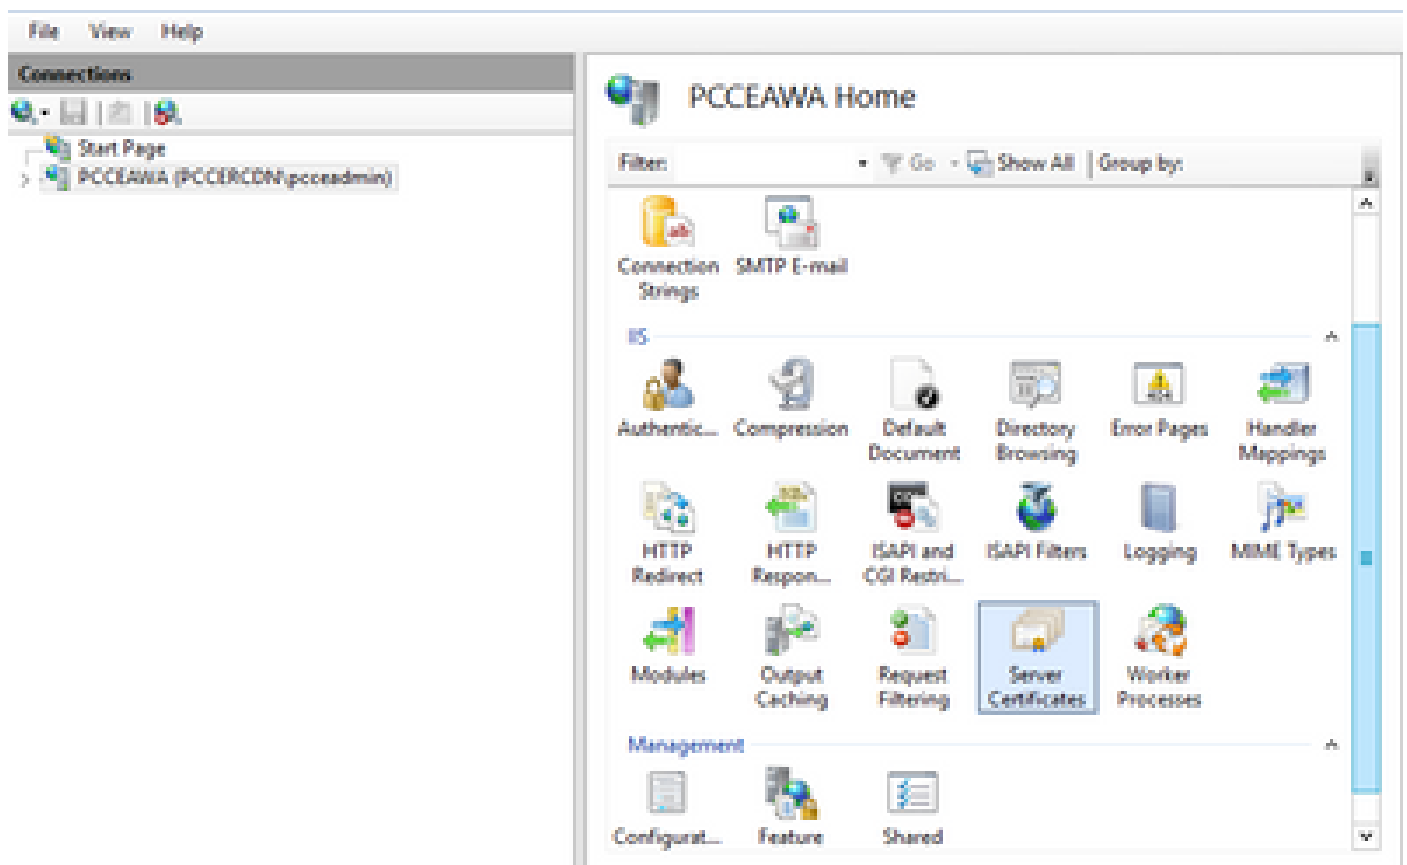 File View Help
Connections
PCCEAWA Home
Start Page
PCCEAWA (PCCERCDN\pcceadmin)
Filter: Go Show All Group by:
Connection Strings
SMTP E-mail
IIS
Authentic...
Compression
Default Document
Directory Browsing
Error Pages
Handler Mappings
HTTP Redirect
HTTP Respon...
ISAPI and CGI Restri...
ISAPI Filters
Logging
MIME Types
Modules
Output Caching
Request Filtering
Server Certificates
Worker Processes
Management
Configurat...
Feature
Shared